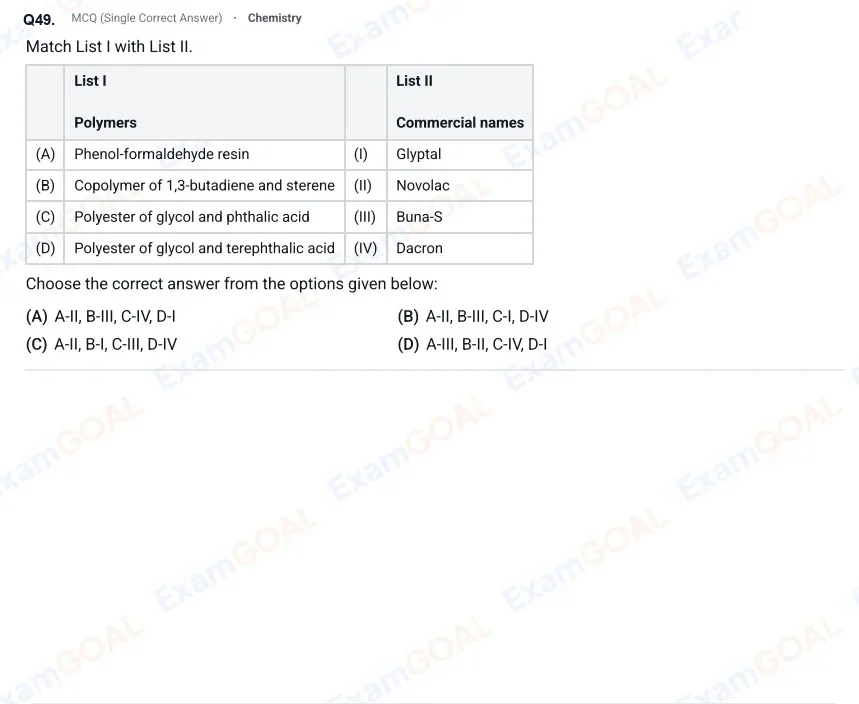 Q49. MCQ (Single Correct Answer) · Chemistry
Match List I with List II.
List I List II
Polymers Commercial names
(A) Phenol-formaldehyde resin (I) Glyptal
(B) Copolymer of 1,3-butadiene and sterene (II) Novolac
(C) Polyester of glycol and phthalic acid (III) Buna-S
(D) Polyester of glycol and terephthalic acid (IV) Dacron
Choose the correct answer from the options given below:
(A) A-II, B-III, C-IV, D-I (B) A-II, B-III, C-I, D-IV
(C) A-II, B-I, C-III, D-IV (D) A-III, B-II, C-IV, D-I
ExamGOAL